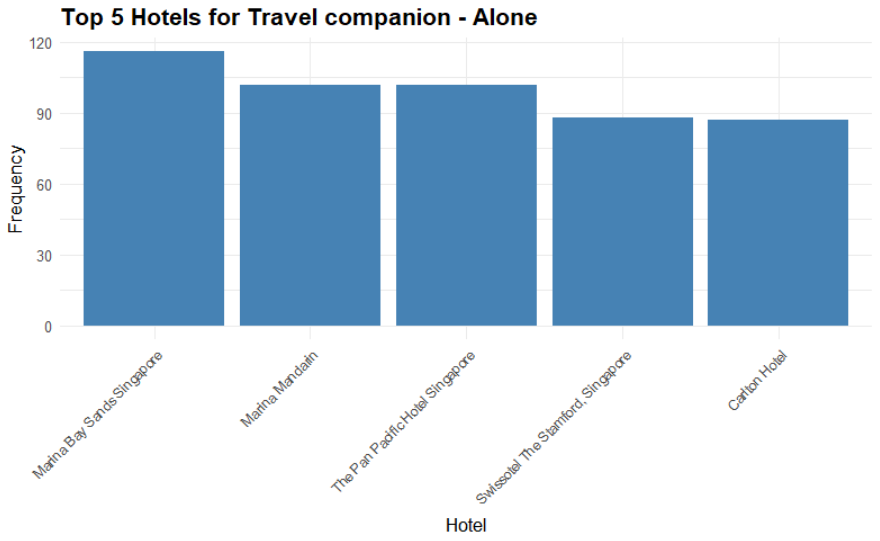 Top 5 Hotels for Travel companion - Alone
120
90
60
30
0
Frequency
Marina Bay Sands Singapore
Marina Mandarin
The Pan Pacific Hotel Singapore
Swissotel The Stamford, Singapore
Carlton Hotel
Hotel